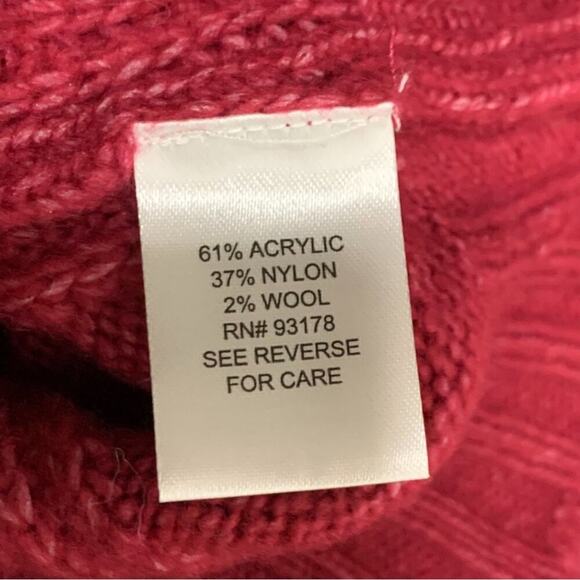 61% ACRYLIC
37% NYLON
2% WOOL
RN# 93178
SEE REVERSE
FOR CARE